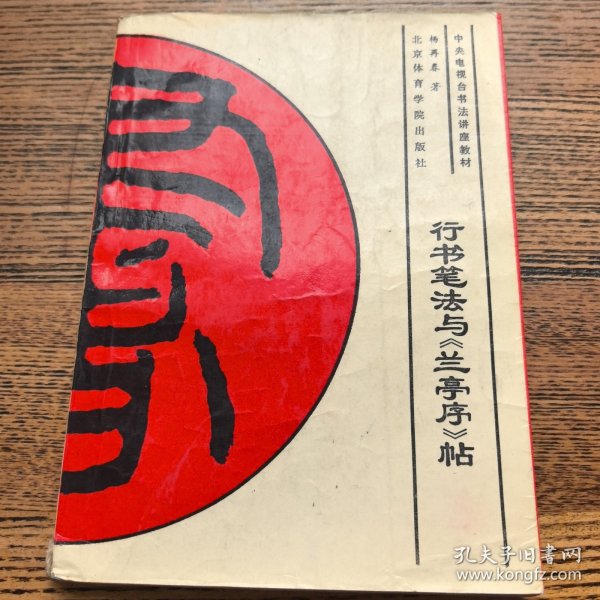 中央电视台书法讲座教材
杨再春 著
北京体育学院出版社
行书笔法与《兰亭序》帖
孔夫子旧书网
www.kongfz.com